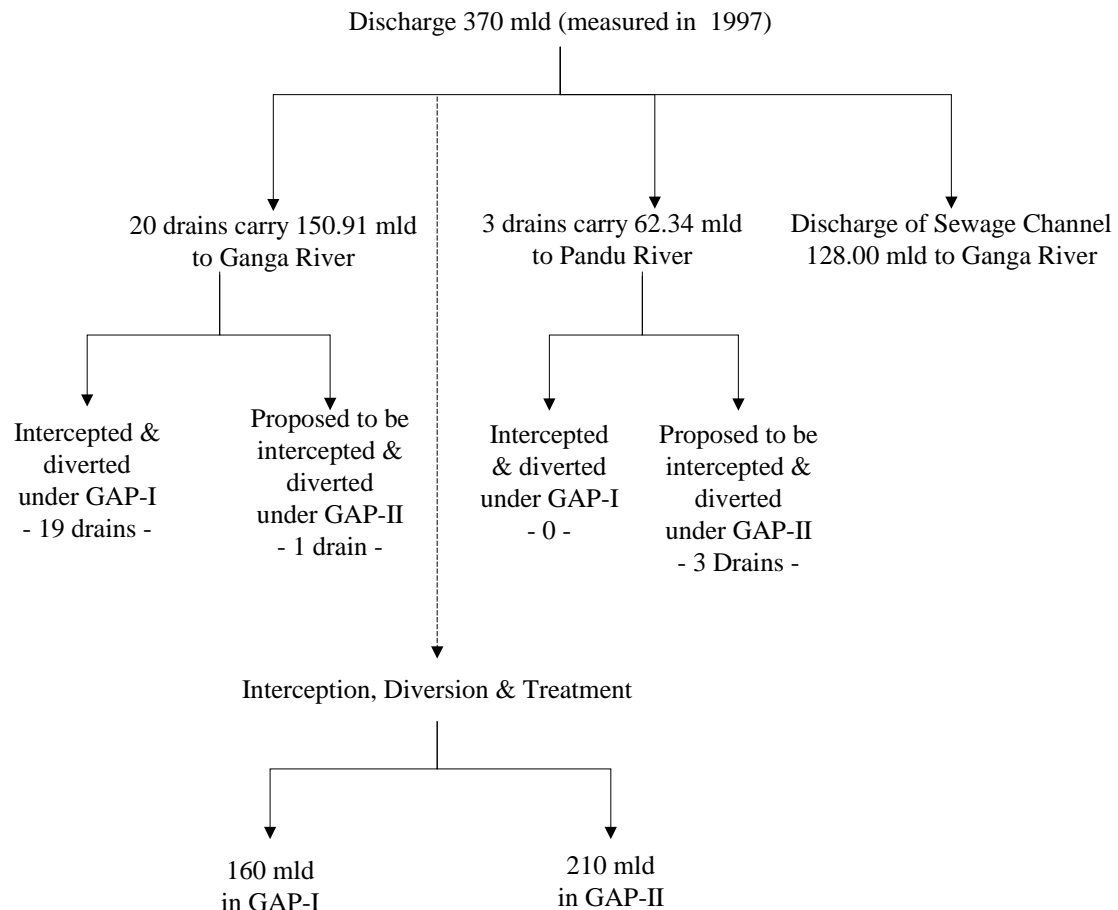 Discharge 370 mld (measured in 1997)
20 drains carry 150.91 mld
to Ganga River
3 drains carry 62.34 mld
to Pandu River
Discharge of Sewage Channel
128.00 mld to Ganga River
Intercepted &
diverted
under GAP-I
- 19 drains -
Proposed to be
intercepted &
diverted
under GAP-II
- 1 drain -
Intercepted
& diverted
under GAP-I
- 0 -
Proposed to be
intercepted &
diverted
under GAP-II
- 3 Drains -
Interception, Diversion & Treatment
160 mld
in GAP-I
210 mld
in GAP-II